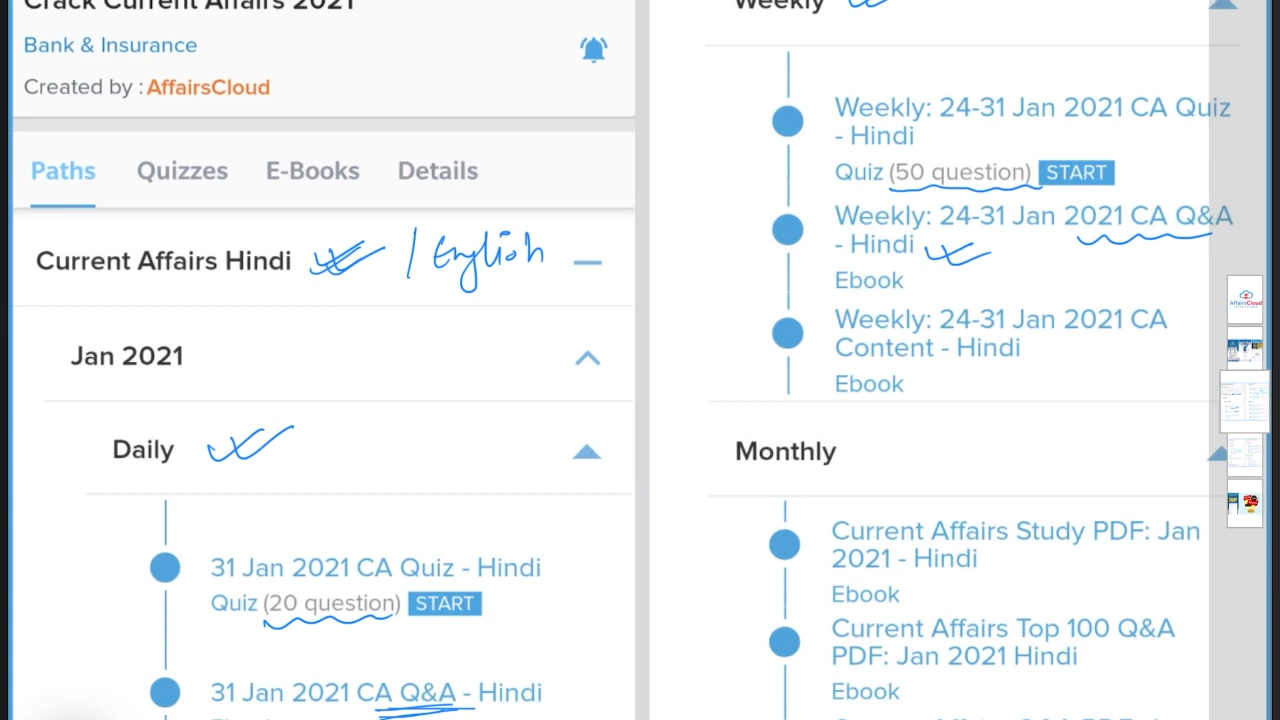 Crack Current Affairs 2021
Bank & Insurance
Created by : AffairsCloud
Paths Quizzes E-Books Details
Current Affairs Hindi / English
Jan 2021
Daily
31 Jan 2021 CA Quiz - Hindi
Quiz (20 question) START
31 Jan 2021 CA Q&A - Hindi
Weekly
Weekly: 24-31 Jan 2021 CA Quiz
- Hindi
Quiz (50 question) START
Weekly: 24-31 Jan 2021 CA Q&A
- Hindi
Ebook
Weekly: 24-31 Jan 2021 CA
Content - Hindi
Ebook
Monthly
Current Affairs Study PDF: Jan
2021 - Hindi
Ebook
Current Affairs Top 100 Q&A
PDF: Jan 2021 Hindi
Ebook
AffairsCloud